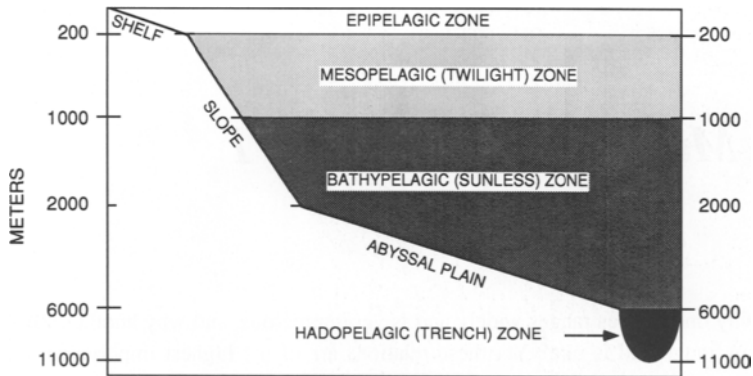 EPIPELAGIC ZONE
SHELF
200
200
MESOPELAGIC (TWILIGHT) ZONE
1000
1000
SLOPE
BATHYPELAGIC (SUNLESS) ZONE
METERS
2000
2000
ABYSSAL PLAIN
6000
6000
HADOPELAGIC (TRENCH) ZONE
11000
11000